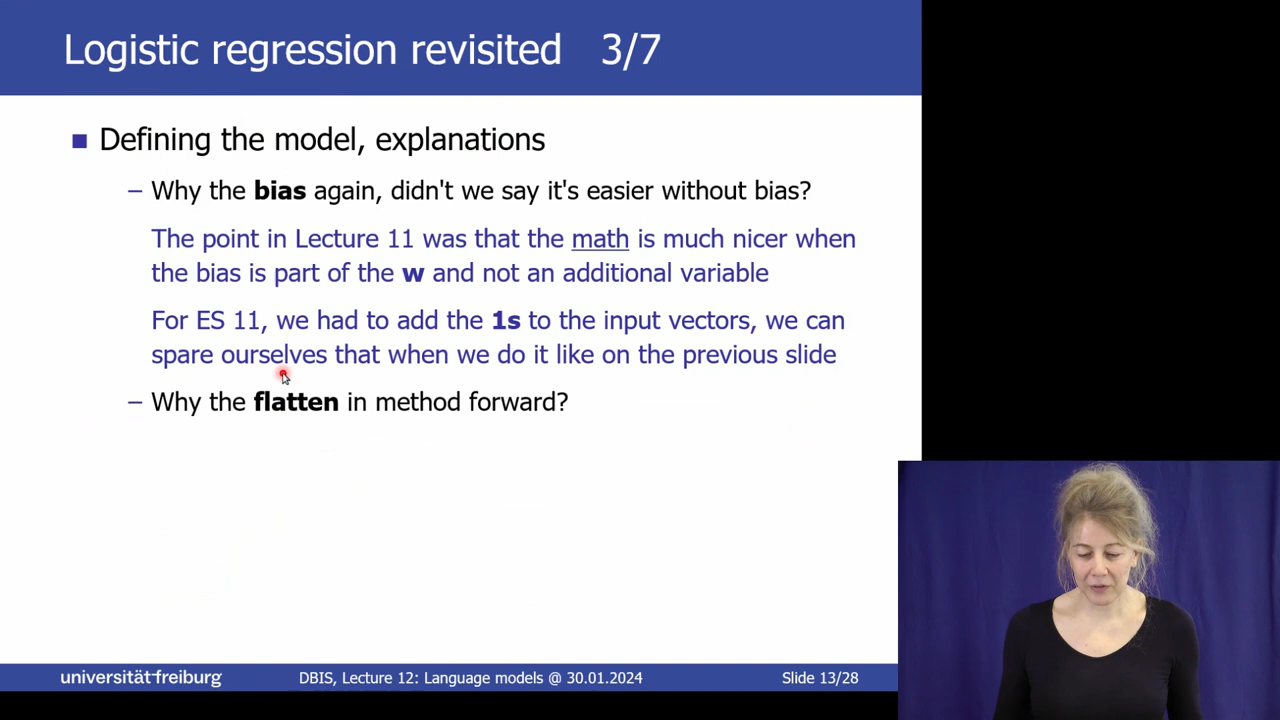 Logistic regression revisited 3/7
Defining the model, explanations
– Why the bias again, didn't we say it's easier without bias?
The point in Lecture 11 was that the math is much nicer when
the bias is part of the w and not an additional variable
For ES 11, we had to add the 1s to the input vectors, we can
spare ourselves that when we do it like on the previous slide
– Why the flatten in method forward?
universität freiburg
DBIS, Lecture 12: Language models @ 30.01.2024
Slide 13/28